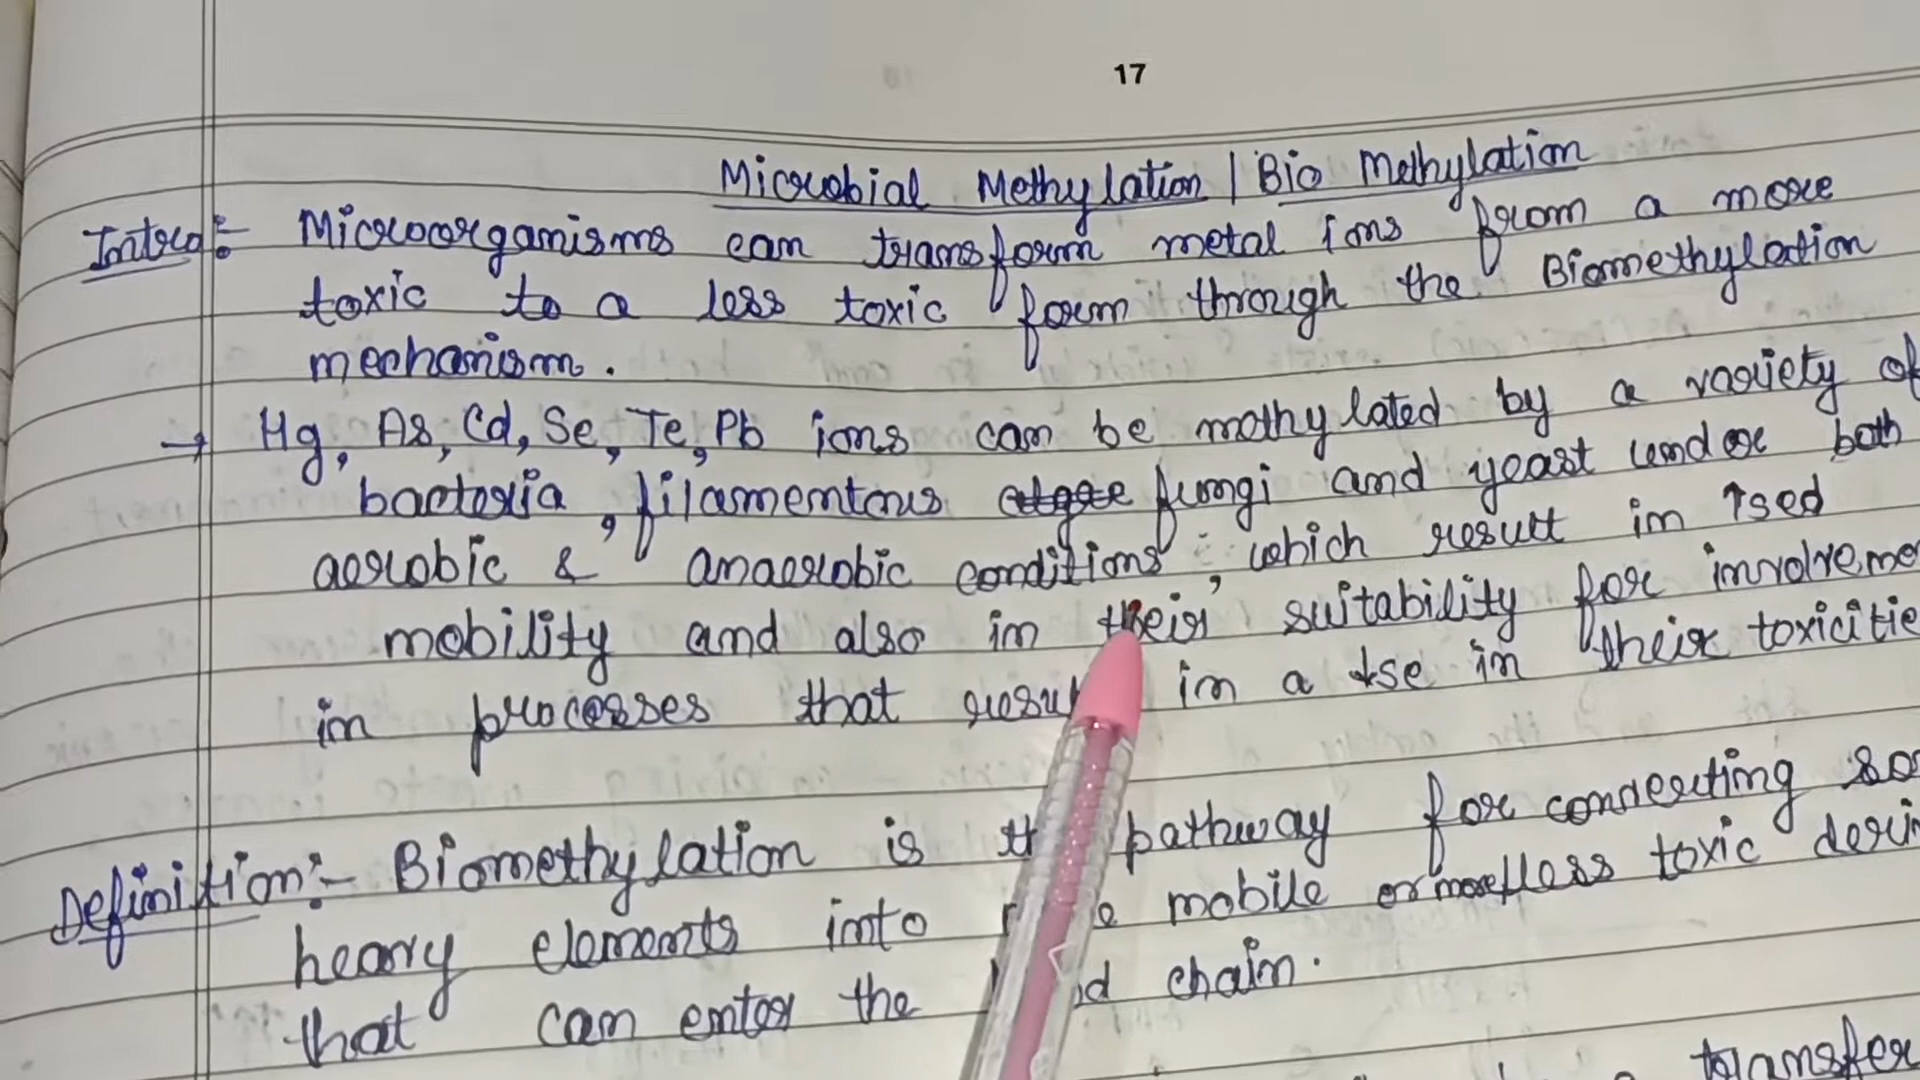 17
Microbial Methylation | Bio Methylation
Intro:- Microorganisms can transform metal ions from a more
toxic to a less toxic form through the Biomethylation
mechanism.
→ Hg, As, Cd, Se, Te, Pb ions can be methylated by a variety of
bacteria, filamentous fungi and yeast under both
aerobic & anaerobic conditions, which result in ↑sed
mobility and also in their suitability for
in processes that in a ↓se in their
Definition:- Biomethylation is pathway for converting
heavy elements into mobile or more/less toxic
that can enter the chain.
transfer